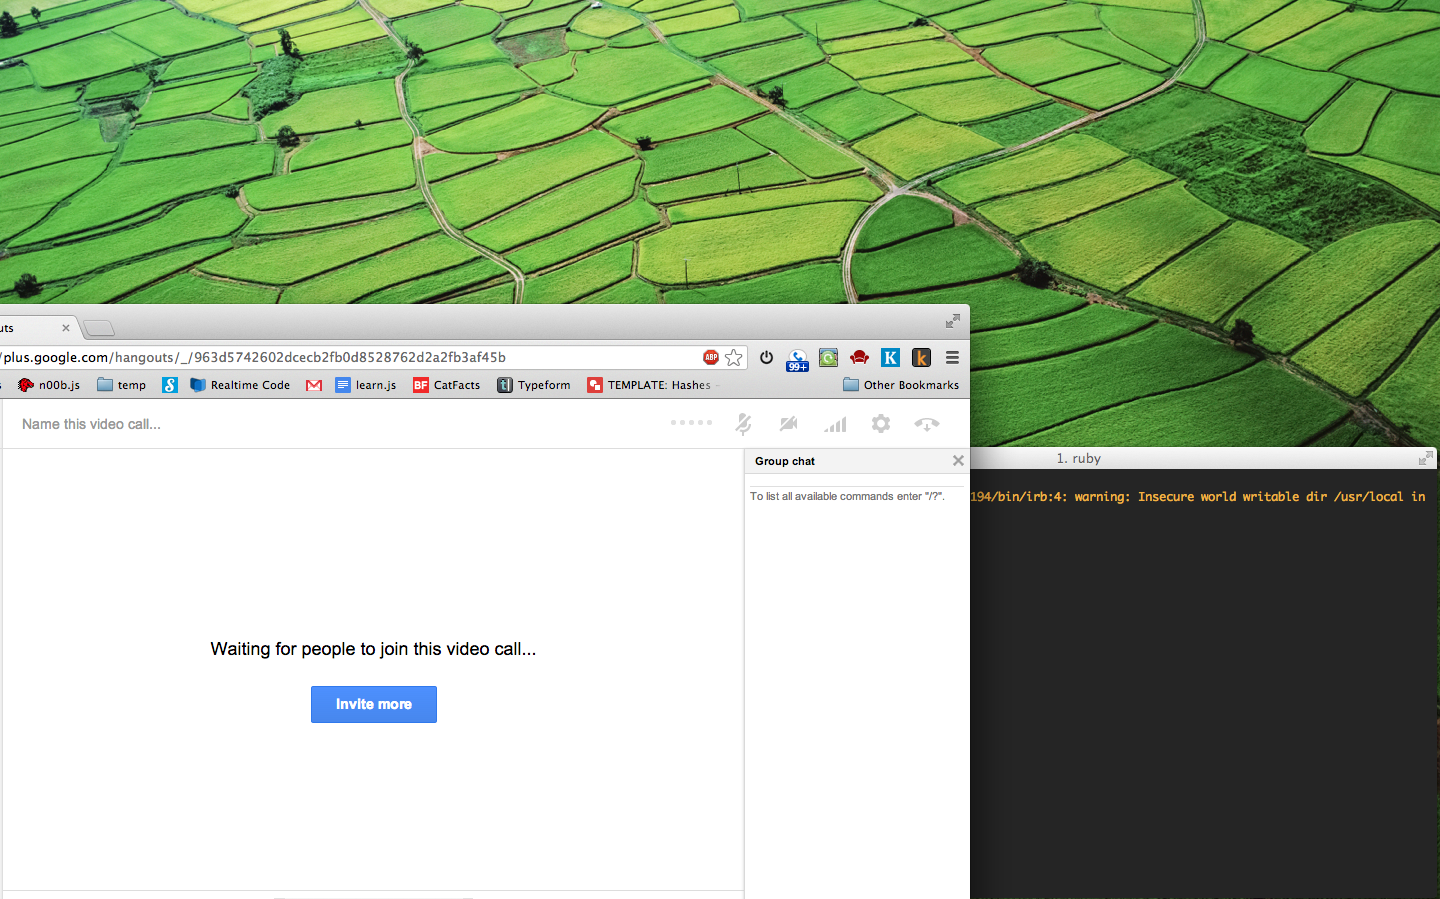 uts
/plus.google.com/hangouts/_/963d5742602dcecb2fb0d8528762d2a2fb3af45b
ABP
99+
K
k
s
n00b.js
temp
S
Realtime Code
learn.js
BF
CatFacts
t
Typeform
TEMPLATE: Hashes -
Other Bookmarks
Name this video call...
Group chat
To list all available commands enter "/?".
Waiting for people to join this video call...
Invite more
1. ruby
194/bin/irb:4: warning: Insecure world writable dir /usr/local in